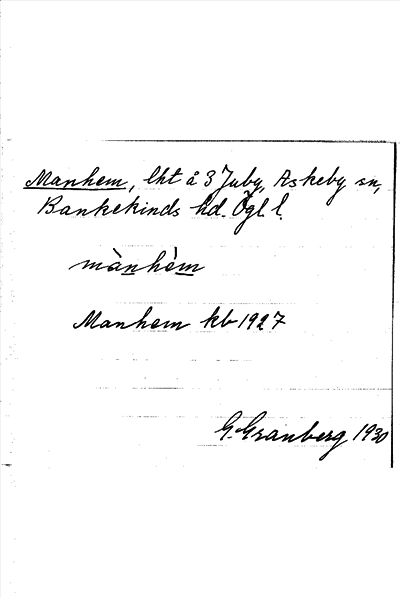 Manhem, lht å 3 Juby, Askeby sn,
Bankekinds hd. Ögl l.
mànhèm
Manhem kb 1927
G. Granberg 1930